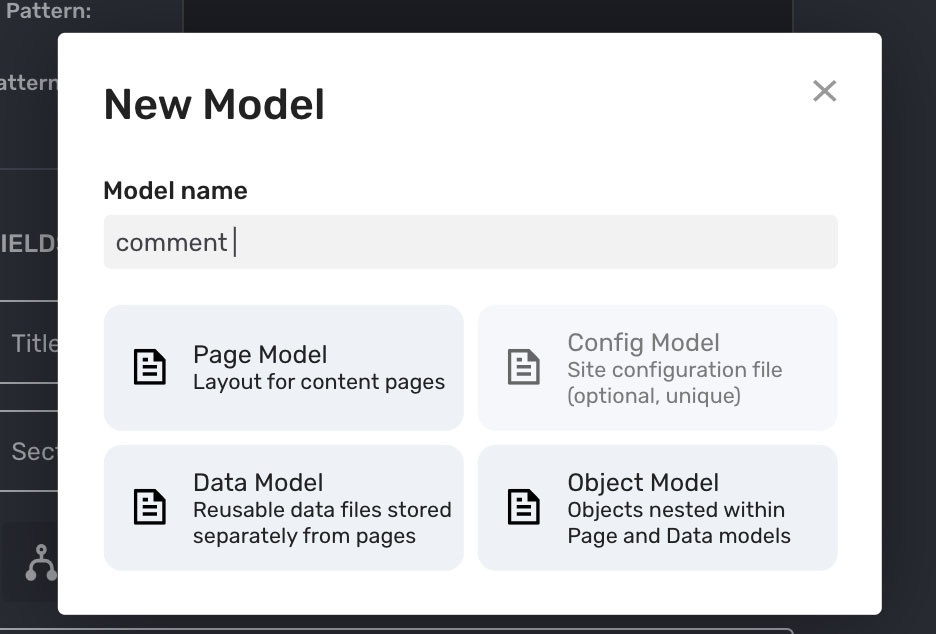 Pattern:
attern
New Model
Model name
comment
Page Model
Layout for content pages
Config Model
Site configuration file
(optional, unique)
IELDS
Title
Sect
Data Model
Reusable data files stored
separately from pages
Object Model
Objects nested within
Page and Data models